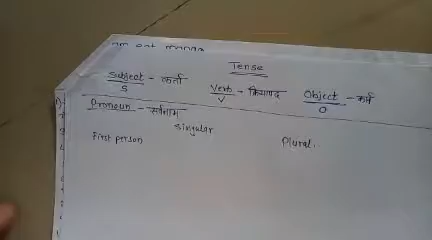 Tense
Subject - कर्ता Verb - क्रियापद Object - कर्म
S V O
Pronoun - सर्वनाम
Singular Plural.
First person